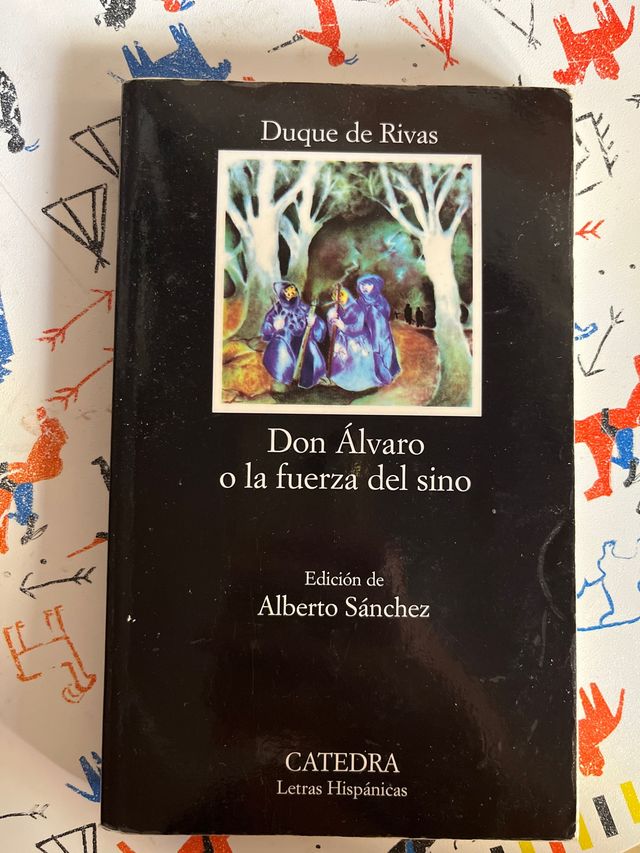 Duque de Rivas
Don Álvaro
o la fuerza del sino
Edición de
Alberto Sánchez
CATEDRA
Letras Hispánicas